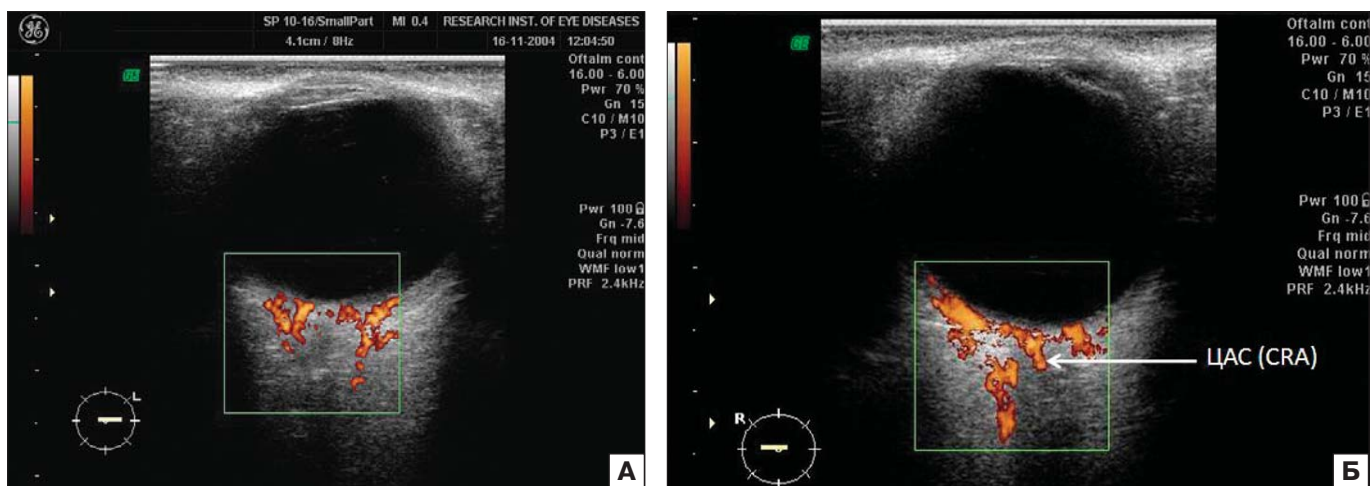 SP 10-16/SmallPart MI 0.4 RESEARCH INST. OF EYE DISEASES
4.1cm / 8Hz 16-11-2004 12:04:50
Oftalm cont
16.00 - 6.00
Pwr 70 %
Gn 15
C10 / M10
P3 / E1
Pwr 100
Gn -7.6
Frq mid
Qual norm
WMF low1
PRF 2.4kHz
L
А
Oftalm cont
16.00 - 6.00
Pwr 70 %
Gn 15
C10 / M10
P3 / E1
Pwr 100
Gn -7.6
Frq mid
Qual norm
WMF low1
PRF 2.4kHz
ЦАС (CRA)
R
Б